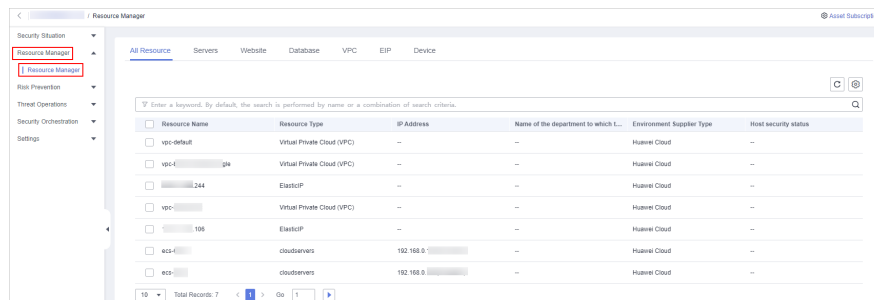 / Resource Manager
Asset Subscripti
Security Situation
Resource Manager
Resource Manager
Risk Prevention
Threat Operations
Security Orchestration
Settings
All Resource Servers Website Database VPC EIP Device
Enter a keyword. By default, the search is performed by name or a combination of search criteria.
Resource Name Resource Type IP Address Name of the department to which t... Environment Supplier Type Host security status
vpc-default Virtual Private Cloud (VPC) -- -- Huawei Cloud --
vpc- gle Virtual Private Cloud (VPC) -- -- Huawei Cloud --
.244 ElasticIP -- -- Huawei Cloud --
vpc- Virtual Private Cloud (VPC) -- -- Huawei Cloud --
.106 ElasticIP -- -- Huawei Cloud --
ecs- cloudservers 192.168.0. -- Huawei Cloud --
ecs- cloudservers 192.168.0. -- Huawei Cloud --
10 Total Records: 7 < 1 > Go 1